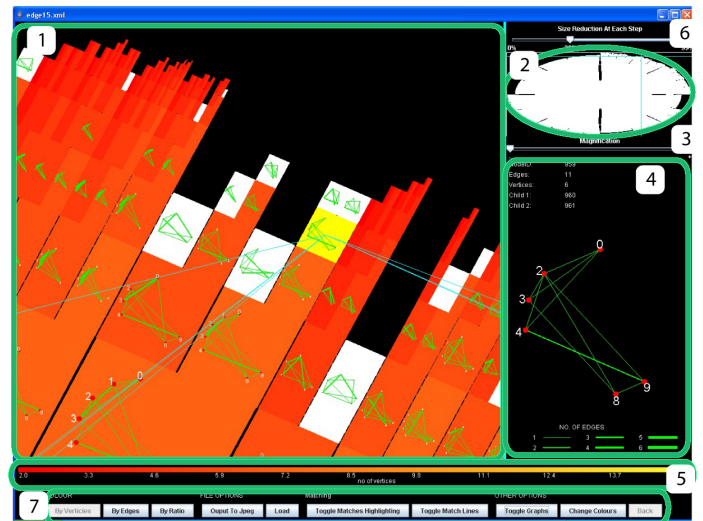 edge15.xml
1
6
Size Reduction At Each Step
0%
2
Magnification
3
4
959
Edges: 11
Vertices: 6
Child 1: 960
Child 2: 961
0
2
3
4
9
8
0
1
2
3
4
NO. OF EDGES
1 3 5
2 4 6
2.0 3.3 4.6 5.9 7.2 8.5 9.8 11.1 12.4 13.7
no of vertices
5
7
FILE OPTIONS Matching OTHER OPTIONS
By Verticies By Edges By Ratio Ouput To Jpeg Load Toggle Matches Highlighting Toggle Match Lines Toggle Graphs Change Colours Back